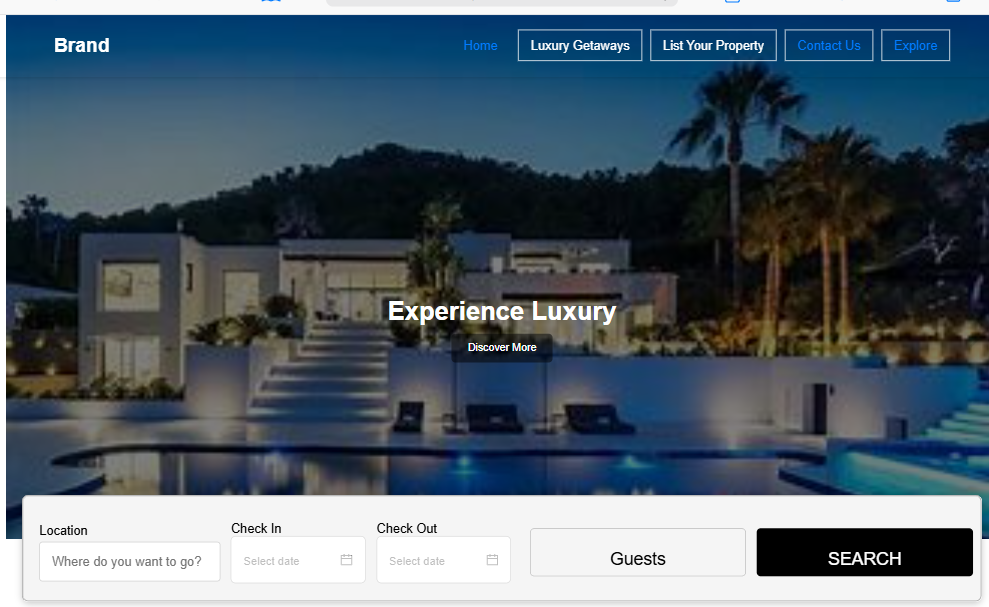 Brand
Home Luxury Getaways List Your Property Contact Us Explore
Experience Luxury
Discover More
Location Check In Check Out
Where do you want to go? Select date Select date Guests SEARCH